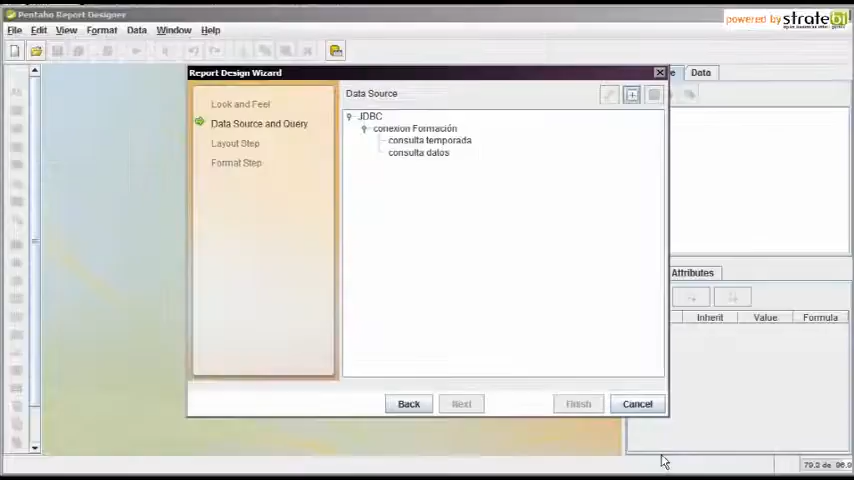 Pentaho Report Designer
powered by stratebi
File Edit View Format Data Window Help
Report Design Wizard
Data
Look and Feel
Data Source and Query
Layout Step
Format Step
Data Source
JDBC
conexion Formación
consulta temporada
consulta datos
Attributes
Inherit Value Formula
Back Next Finish Cancel